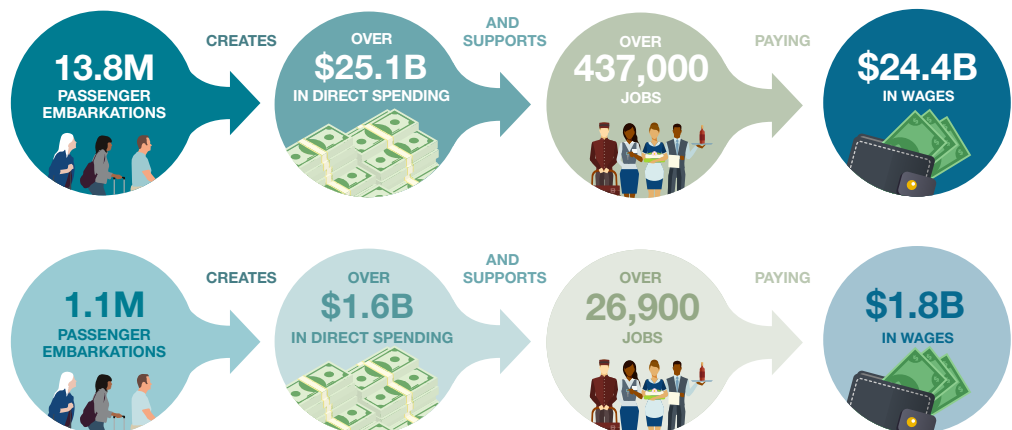 13.8M
PASSENGER
EMBARKATIONS
CREATES
OVER
$25.1B
IN DIRECT SPENDING
AND
SUPPORTS
OVER
437,000
JOBS
PAYING
$24.4B
IN WAGES
1.1M
PASSENGER
EMBARKATIONS
CREATES
OVER
$1.6B
IN DIRECT SPENDING
AND
SUPPORTS
OVER
26,900
JOBS
PAYING
$1.8B
IN WAGES